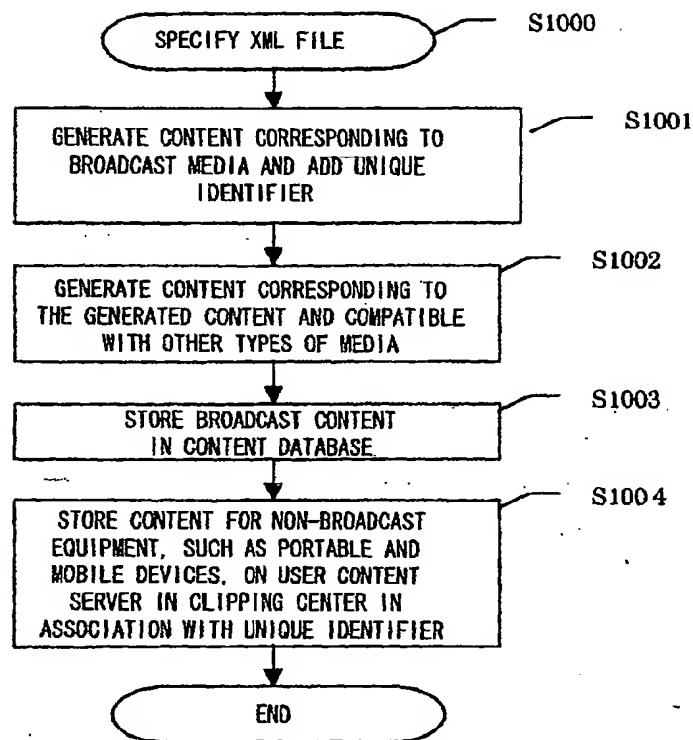 SPECIFY XML FILE
S1000
S1001
GENERATE CONTENT CORRESPONDING TO
BROADCAST MEDIA AND ADD UNIQUE
IDENTIFIER
S1002
GENERATE CONTENT CORRESPONDING TO
THE GENERATED CONTENT AND COMPATIBLE
WITH OTHER TYPES OF MEDIA
S1003
STORE BROADCAST CONTENT
IN CONTENT DATABASE
S1004
STORE CONTENT FOR NON-BROADCAST
EQUIPMENT, SUCH AS PORTABLE AND
MOBILE DEVICES, ON USER CONTENT
SERVER IN CLIPPING CENTER IN
ASSOCIATION WITH UNIQUE IDENTIFIER
END